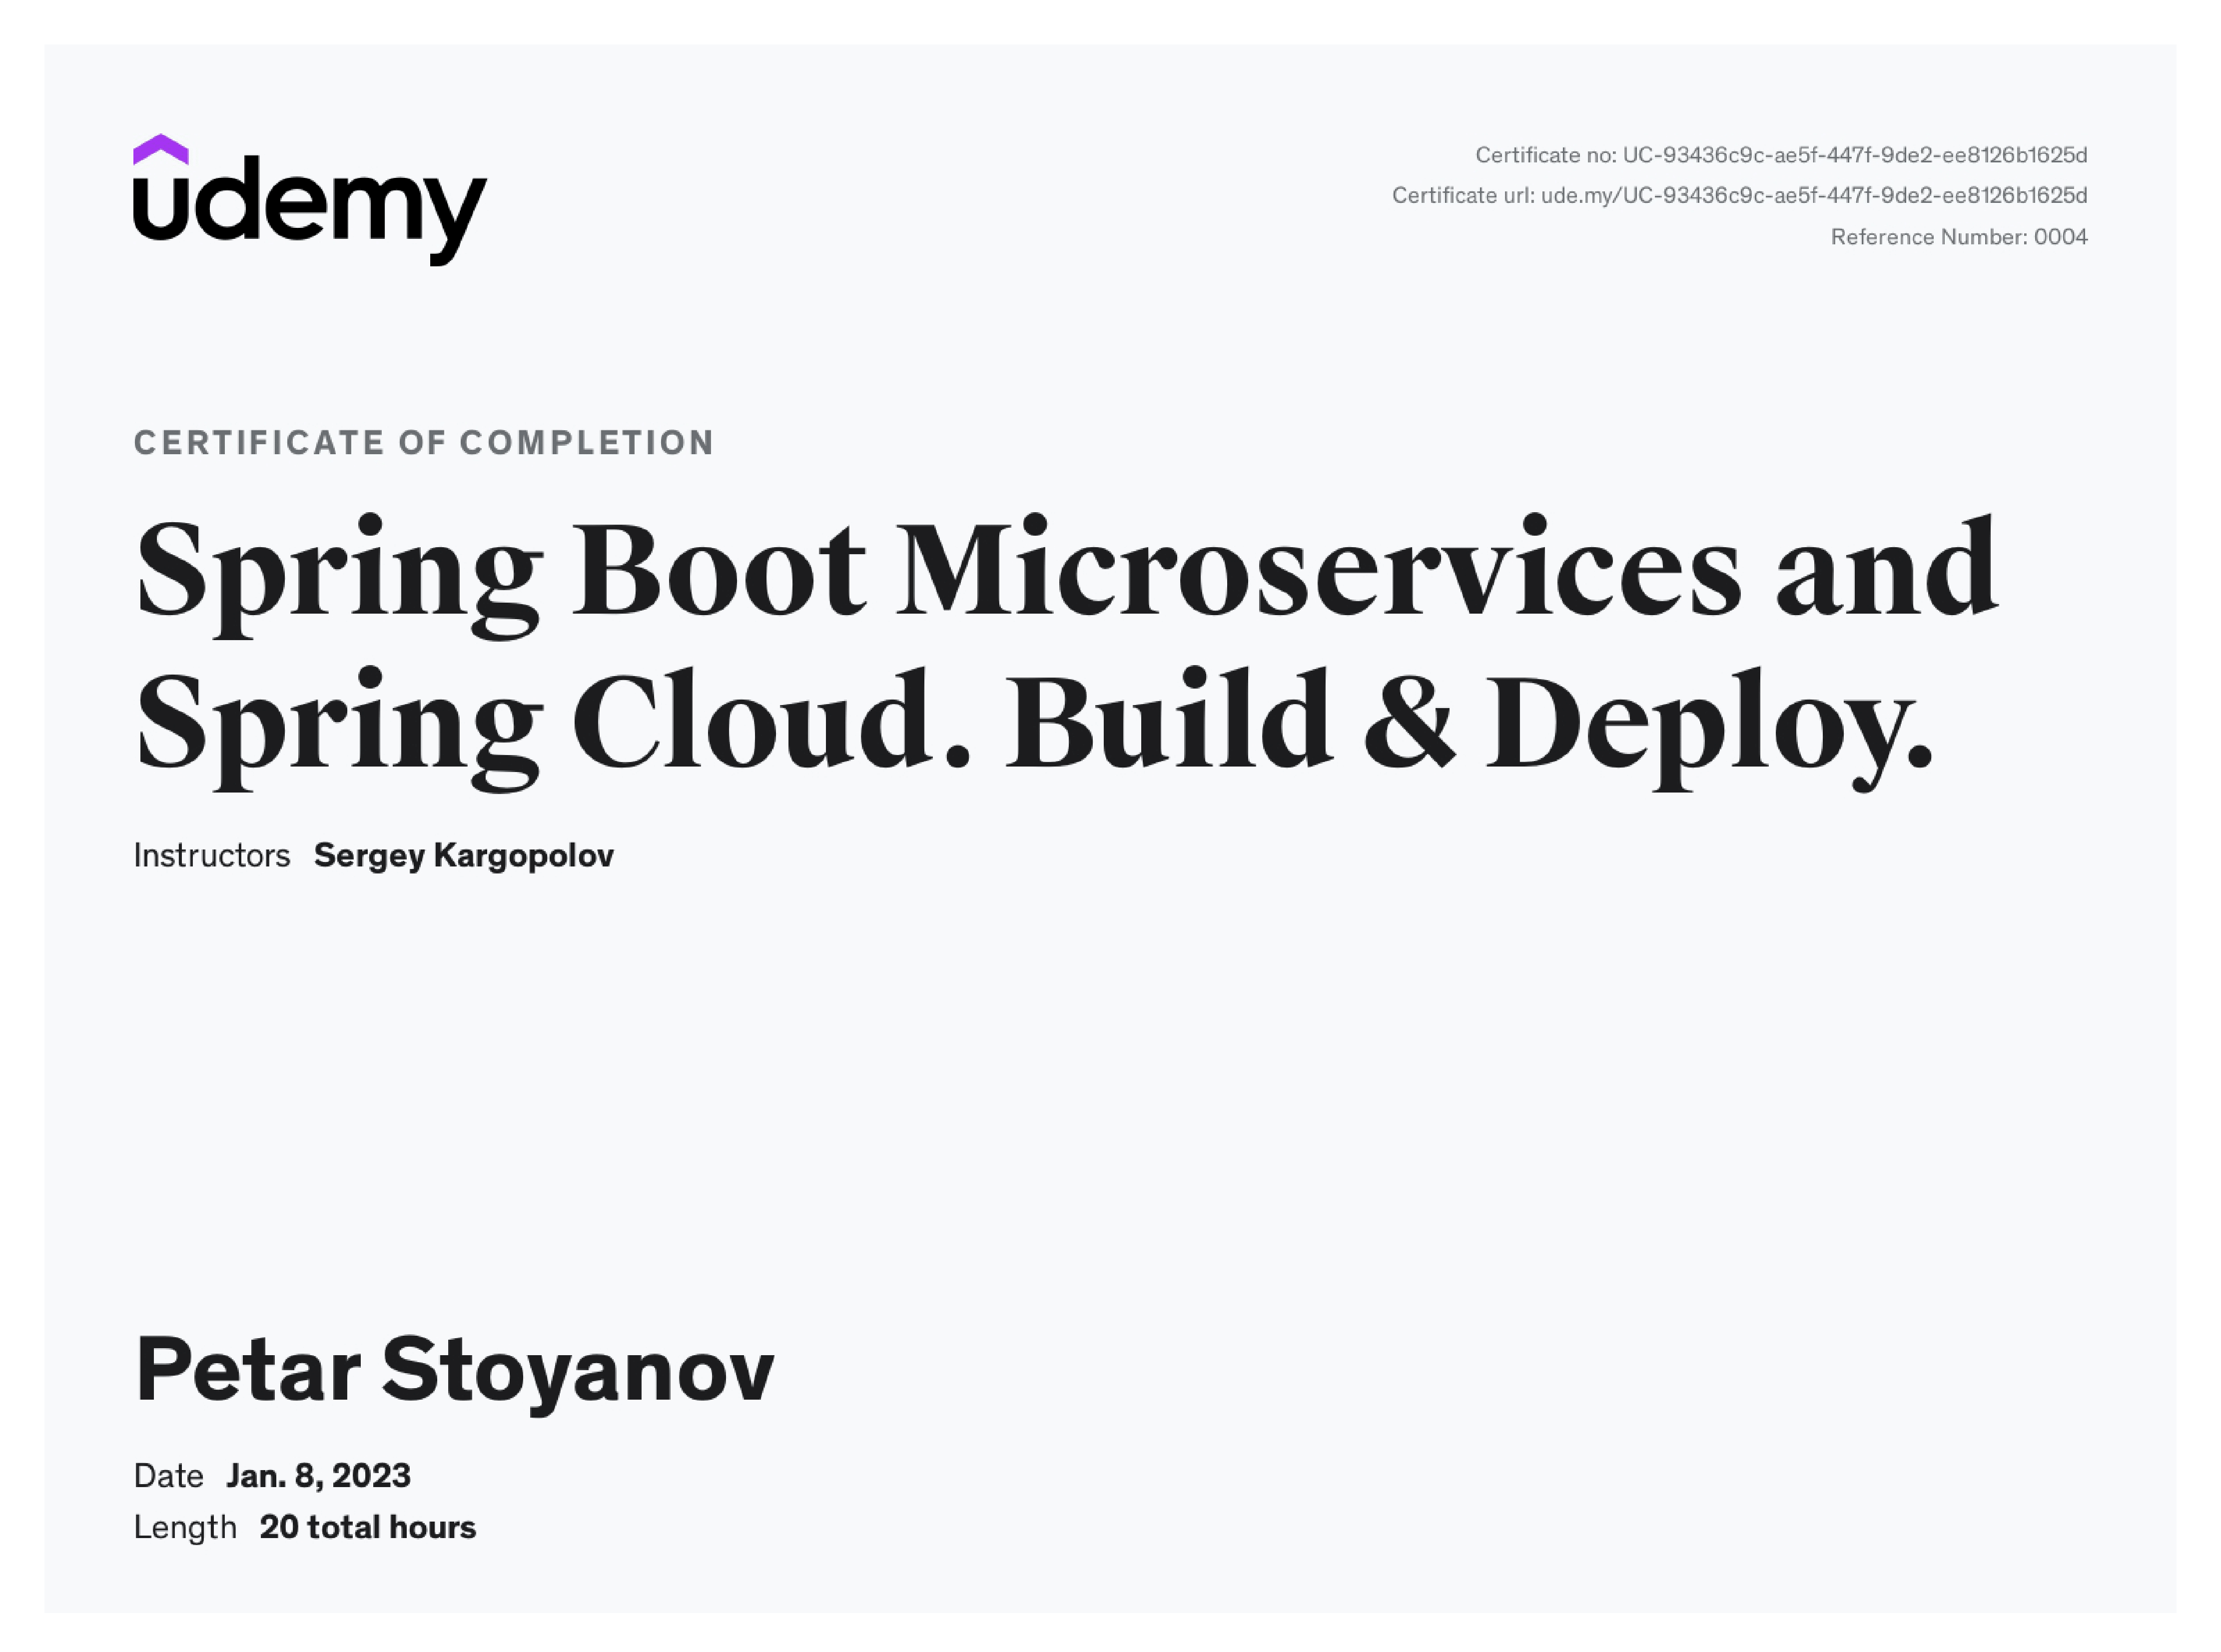 udemy
Certificate no: UC-93436c9c-ae5f-447f-9de2-ee8126b1625d
Certificate url: ude.my/UC-93436c9c-ae5f-447f-9de2-ee8126b1625d
Reference Number: 0004
CERTIFICATE OF COMPLETION
Spring Boot Microservices and
Spring Cloud. Build & Deploy.
Instructors Sergey Kargopolov
Petar Stoyanov
Date Jan. 8, 2023
Length 20 total hours